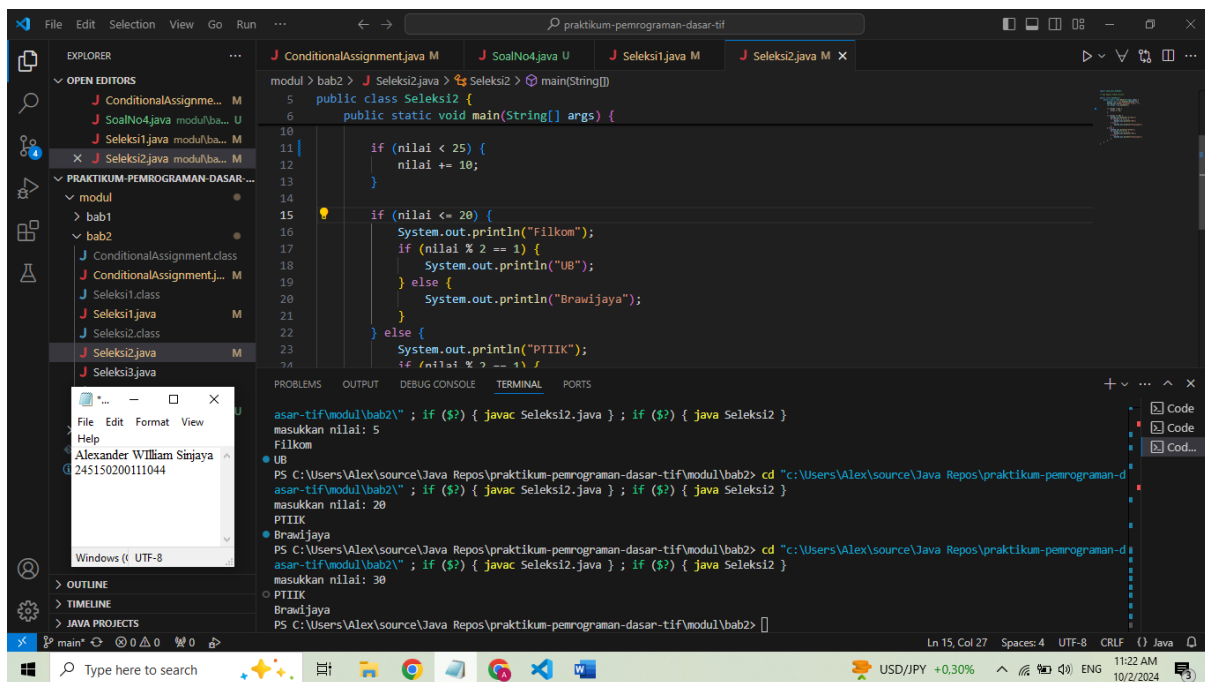 File Edit Selection View Go Run ... praktikum-pemrograman-dasar-tif
EXPLORER
OPEN EDITORS
J ConditionalAssignme... M
J SoalNo4.java modul\ba... U
J Seleksi1.java modul\ba... M
J Seleksi2.java modul\ba... M
PRAKTIKUM-PEMROGRAMAN-DASAR-...
modul
bab1
bab2
J ConditionalAssignment.class
J ConditionalAssignment.j... M
J Seleksi1.class
J Seleksi1.java M
J Seleksi2.class
J Seleksi2.java M
J Seleksi3.java
U
OUTLINE
TIMELINE
JAVA PROJECTS
4
File Edit Format View
Help
Alexander WIlliam Sinjaya
245150200111044
Windows ( UTF-8
J ConditionalAssignment.java M J SoalNo4.java U J Seleksi1.java M J Seleksi2.java M
modul > bab2 > J Seleksi2.java > Seleksi2 > main(String[])
5 public class Seleksi2 {
6 public static void main(String[] args) {
10
11 if (nilai < 25) {
12 nilai += 10;
13 }
14
15 if (nilai <= 20) {
16 System.out.println("Filkom");
17 if (nilai % 2 == 1) {
18 System.out.println("UB");
19 } else {
20 System.out.println("Brawijaya");
21 }
22 } else {
23 System.out.println("PTIIK");
24 if (nilai % 2 == 1) {
PROBLEMS OUTPUT DEBUG CONSOLE TERMINAL PORTS
asar-tif\modul\bab2\" ; if ($?) { javac Seleksi2.java } ; if ($?) { java Seleksi2 }
masukkan nilai: 5
Filkom
UB
PS C:\Users\Alex\source\Java Repos\praktikum-pemrograman-dasar-tif\modul\bab2> cd "c:\Users\Alex\source\Java Repos\praktikum-pemrograman-d
asar-tif\modul\bab2\" ; if ($?) { javac Seleksi2.java } ; if ($?) { java Seleksi2 }
masukkan nilai: 20
PTIIK
Brawijaya
PS C:\Users\Alex\source\Java Repos\praktikum-pemrograman-dasar-tif\modul\bab2> cd "c:\Users\Alex\source\Java Repos\praktikum-pemrograman-d
asar-tif\modul\bab2\" ; if ($?) { javac Seleksi2.java } ; if ($?) { java Seleksi2 }
masukkan nilai: 30
PTIIK
Brawijaya
PS C:\Users\Alex\source\Java Repos\praktikum-pemrograman-dasar-tif\modul\bab2>
Code
Code
Cod...
main* 0 0 0 Ln 15, Col 27 Spaces: 4 UTF-8 CRLF {} Java
Type here to search USD/JPY +0,30% ENG 11:22 AM
10/2/2024
3